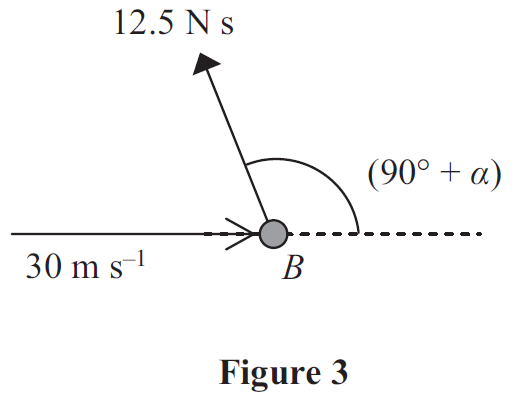 12.5 N s
(90° + α)
30 m s⁻¹
B
Figure 3